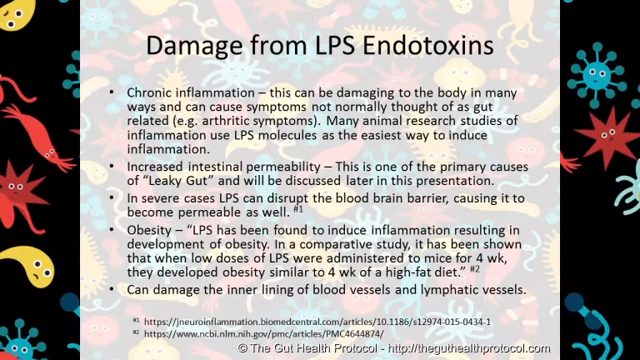 Damage from LPS Endotoxins
• Chronic inflammation – this can be damaging to the body in many
ways and can cause symptoms not normally thought of as gut
related (e.g. arthritic symptoms). Many animal research studies of
inflammation use LPS molecules as the easiest way to induce
inflammation.
• Increased intestinal permeability – This is one of the primary causes
of “Leaky Gut” and will be discussed later in this presentation.
• In severe cases LPS can disrupt the blood brain barrier, causing it to
become permeable as well. #1
• Obesity – “LPS has been found to induce inflammation resulting in
development of obesity. In a comparative study, it has been shown
that when low doses of LPS were administered to mice for 4 wk,
they developed obesity similar to 4 wk of a high-fat diet.” #2
• Can damage the inner lining of blood vessels and lymphatic vessels.
#1 https://jneuroinflammation.biomedcentral.com/articles/10.1186/s12974-015-0434-1
#2 https://www.ncbi.nlm.nih.gov/pmc/articles/PMC4644874/
© The Gut Health Protocol - http://theguthealthprotocol.com